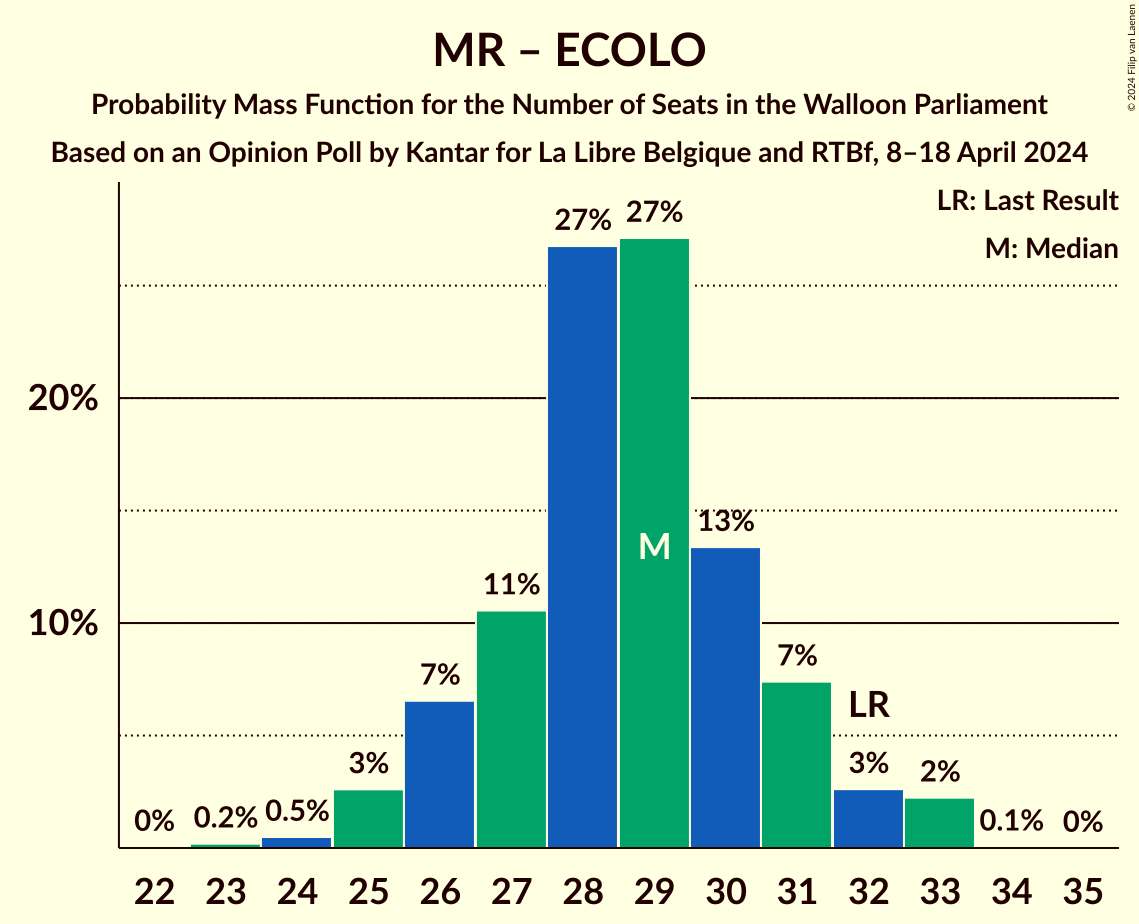 MR – ECOLO
Probability Mass Function for the Number of Seats in the Walloon Parliament
Based on an Opinion Poll by Kantar for La Libre Belgique and RTBf, 8–18 April 2024
© 2024 Filip van Laenen
LR: Last Result
M: Median
20%
10%
0%
0.2%
0.5%
3%
7%
11%
27%
27%
M
13%
7%
LR
3%
2%
0.1%
0%
22 23 24 25 26 27 28 29 30 31 32 33 34 35